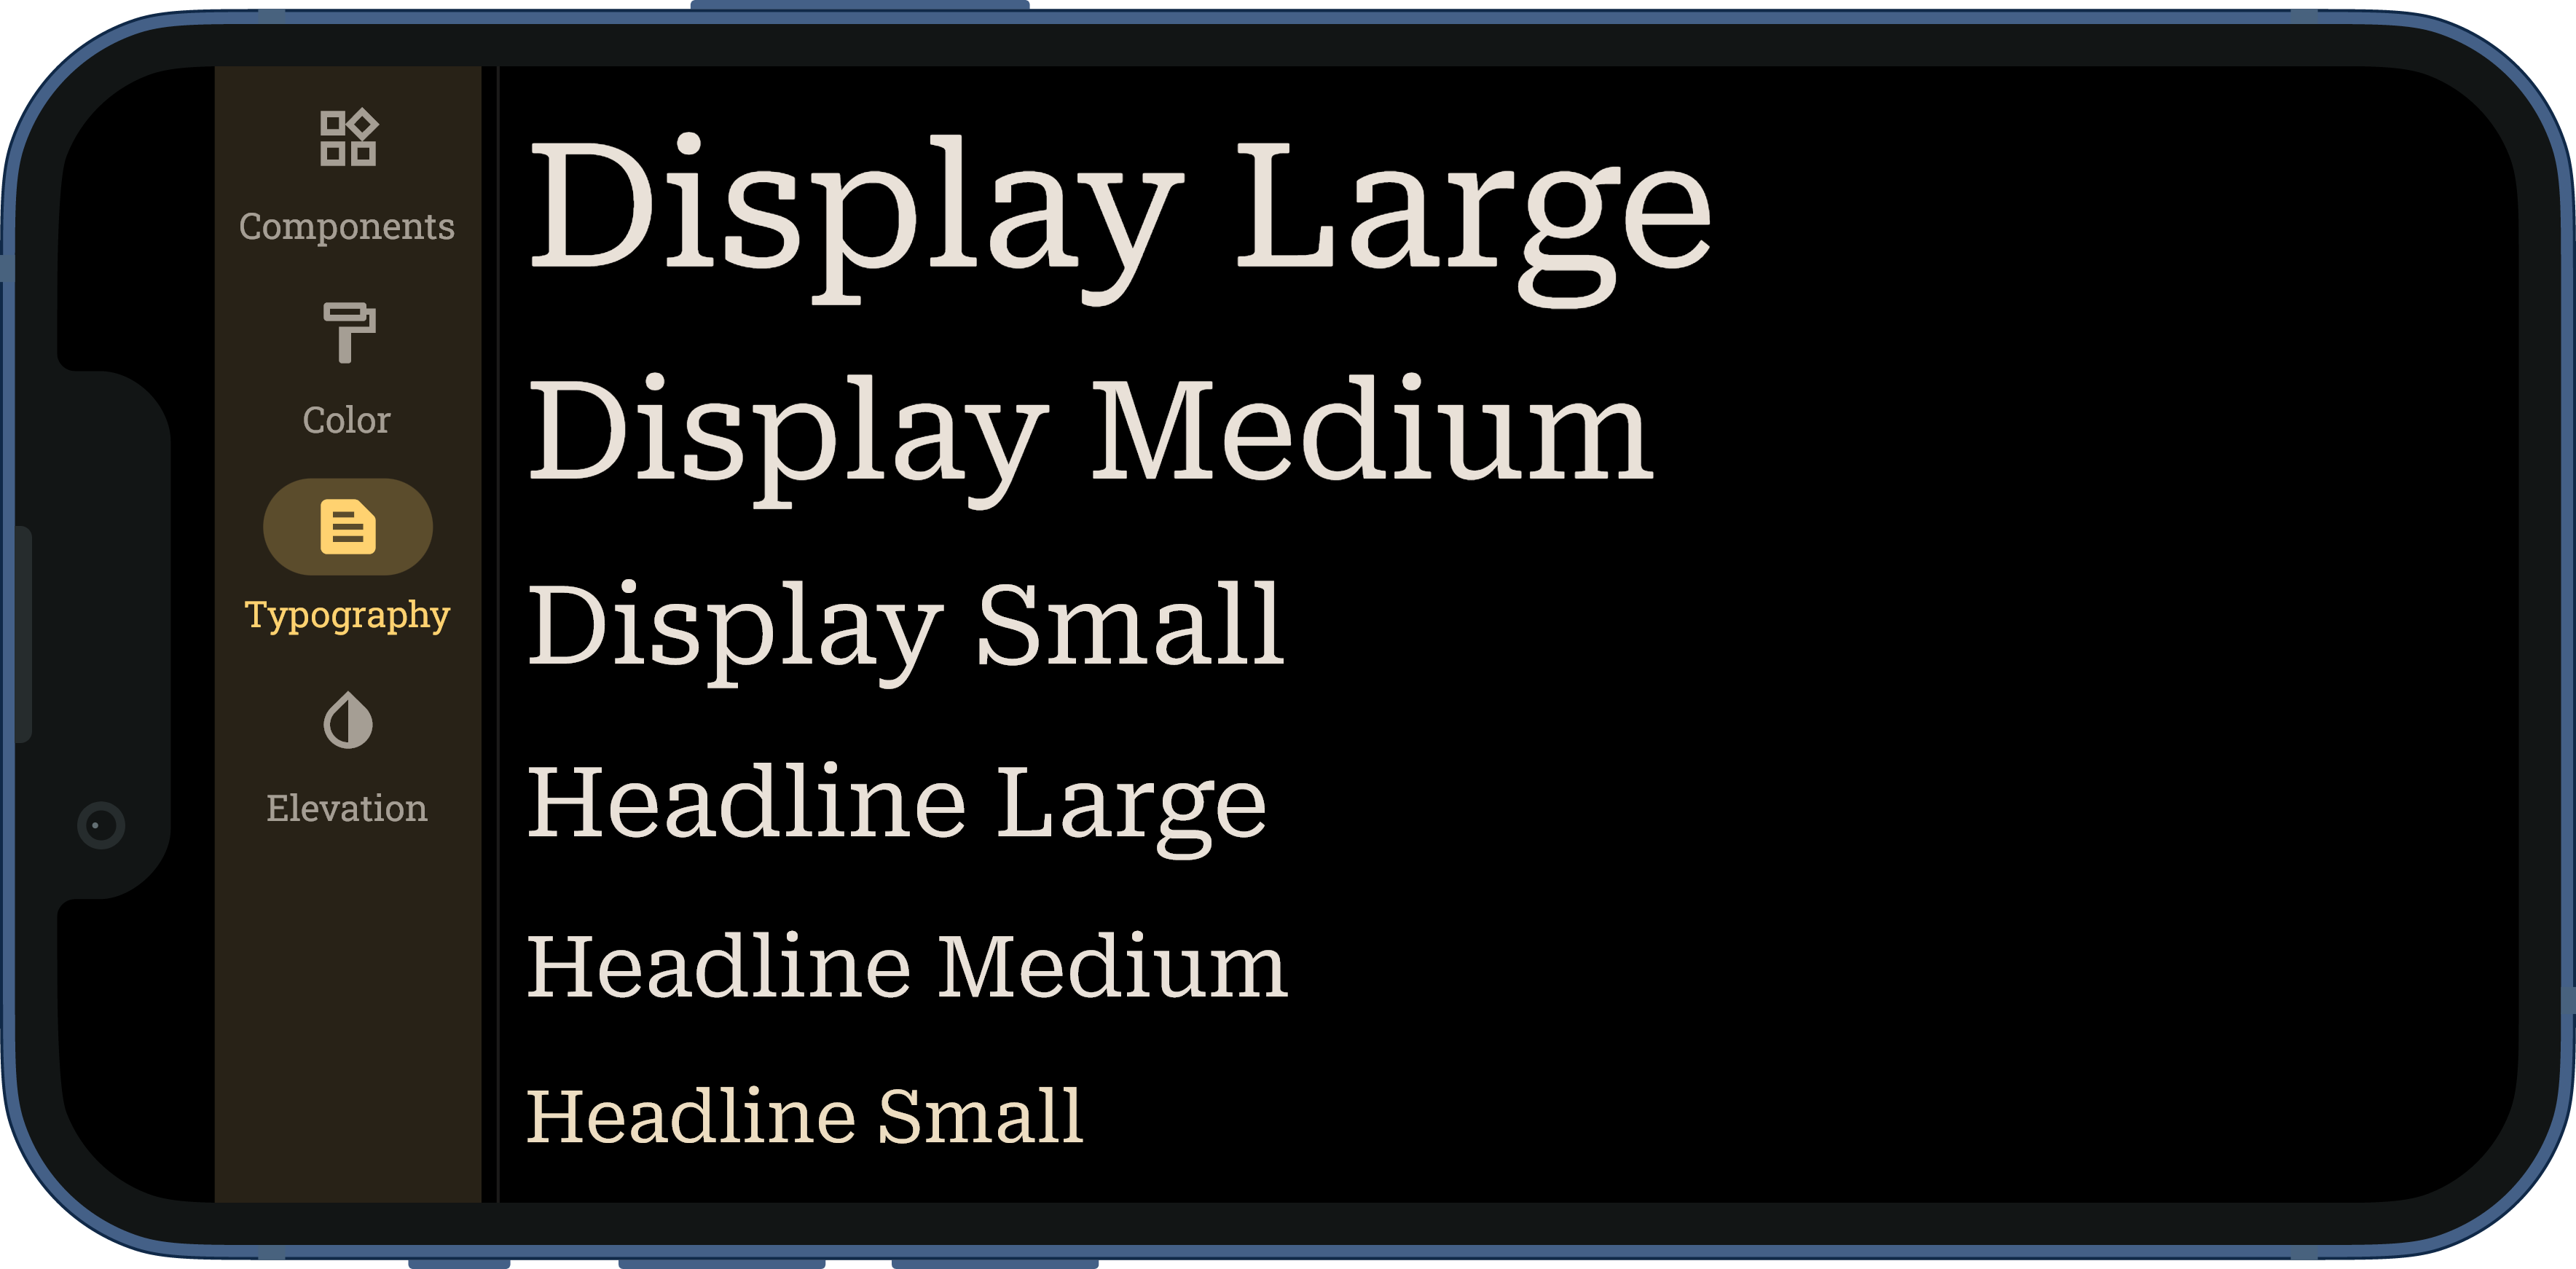 Components
Color
Typography
Elevation
Display Large
Display Medium
Display Small
Headline Large
Headline Medium
Headline Small